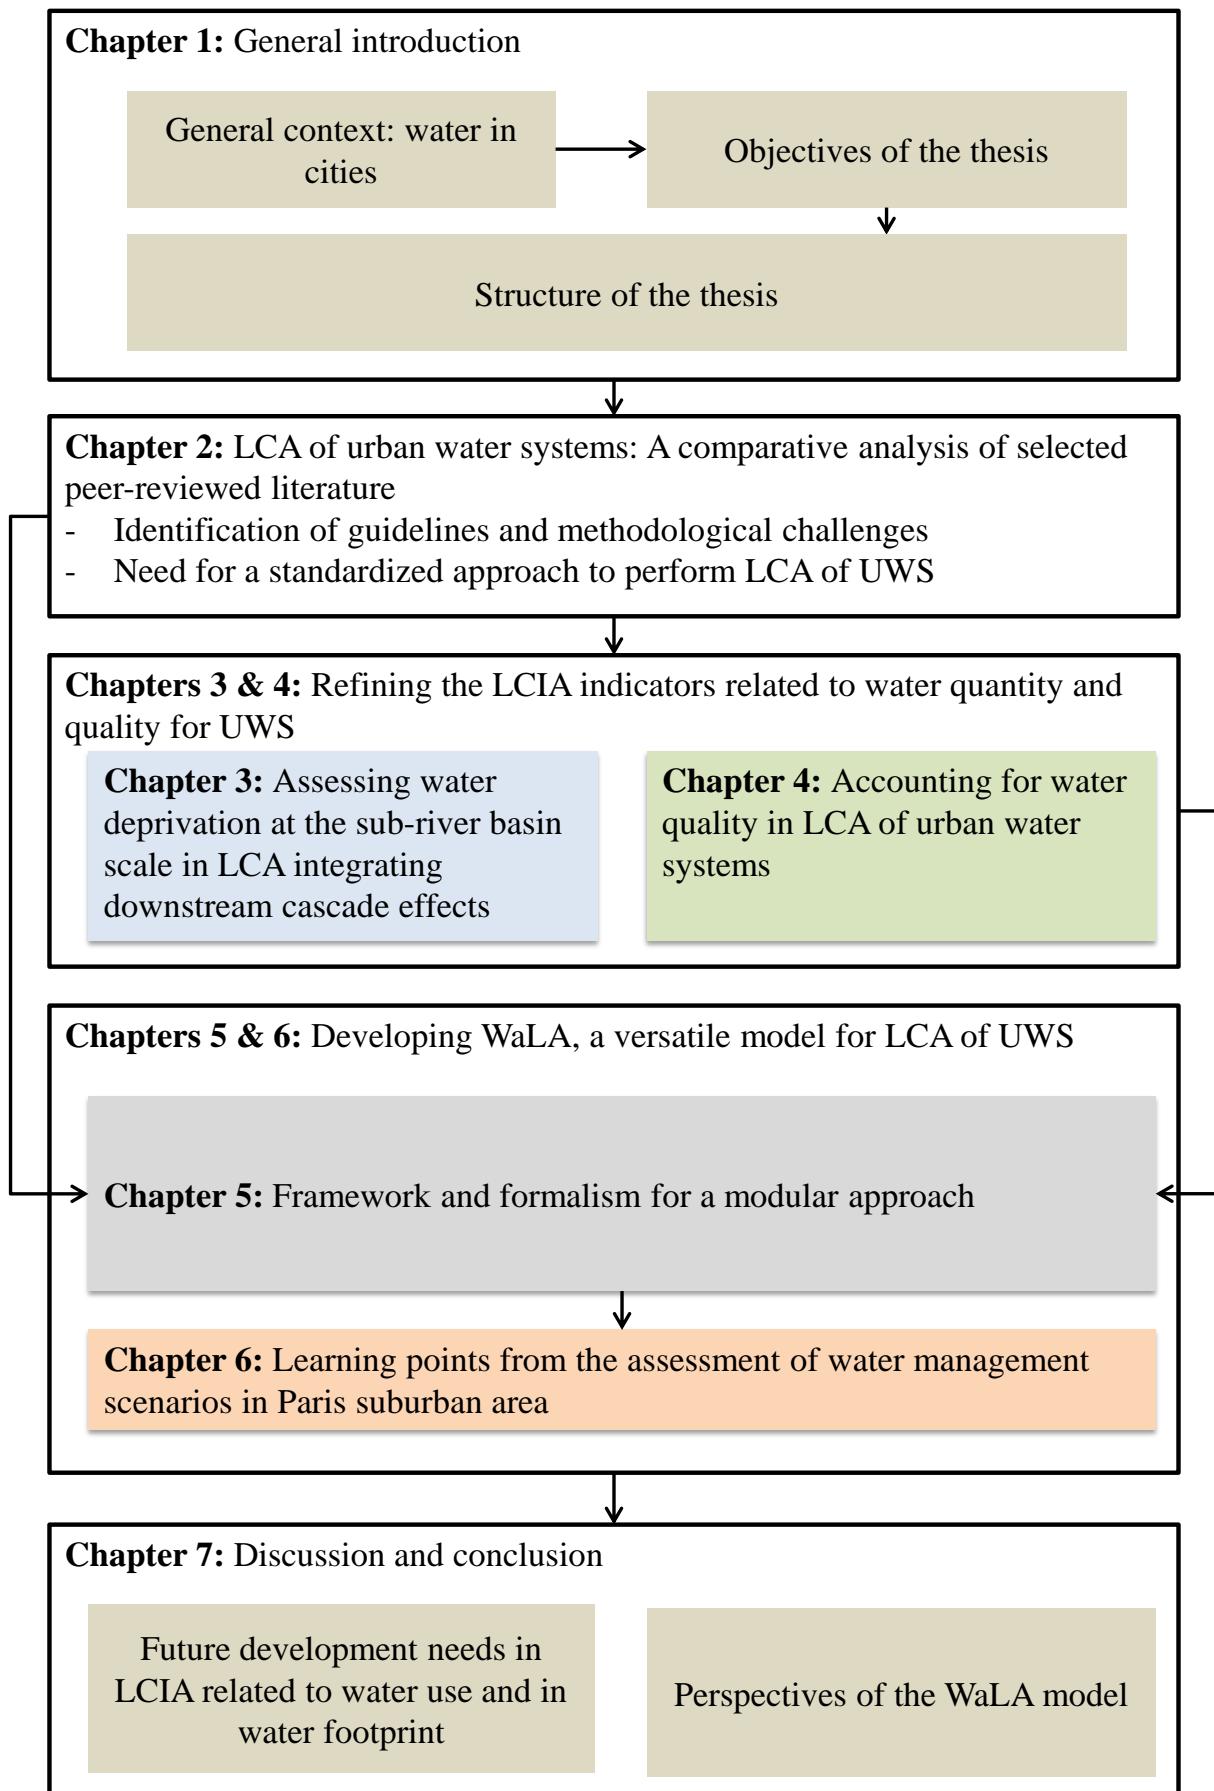 Chapter 1: General introduction
General context: water in
cities
Objectives of the thesis
Structure of the thesis
Chapter 2: LCA of urban water systems: A comparative analysis of selected
peer-reviewed literature
- Identification of guidelines and methodological challenges
- Need for a standardized approach to perform LCA of UWS
Chapters 3 & 4: Refining the LCIA indicators related to water quantity and
quality for UWS
Chapter 3: Assessing water
deprivation at the sub-river basin
scale in LCA integrating
downstream cascade effects
Chapter 4: Accounting for water
quality in LCA of urban water
systems
Chapters 5 & 6: Developing WaLA, a versatile model for LCA of UWS
Chapter 5: Framework and formalism for a modular approach
Chapter 6: Learning points from the assessment of water management
scenarios in Paris suburban area
Chapter 7: Discussion and conclusion
Future development needs in
LCIA related to water use and in
water footprint
Perspectives of the WaLA model